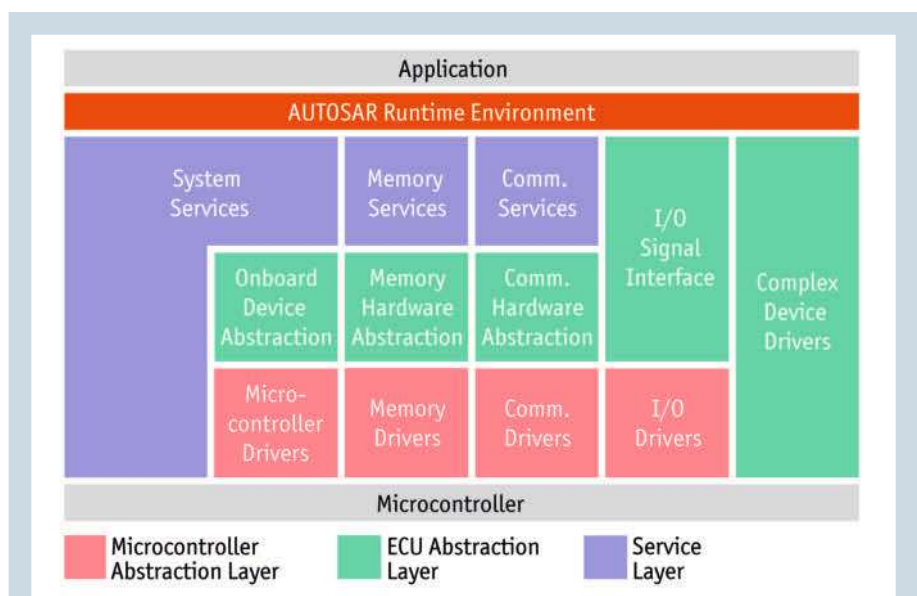 Application
AUTOSAR Runtime Environment
System
Services
Memory
Services
Comm.
Services
I/O
Signal
Interface
Complex
Device
Drivers
Onboard
Device
Abstraction
Memory
Hardware
Abstraction
Comm.
Hardware
Abstraction
Micro-
controller
Drivers
Memory
Drivers
Comm.
Drivers
I/O
Drivers
Microcontroller
Microcontroller
Abstraction Layer
ECU Abstraction
Layer
Service
Layer